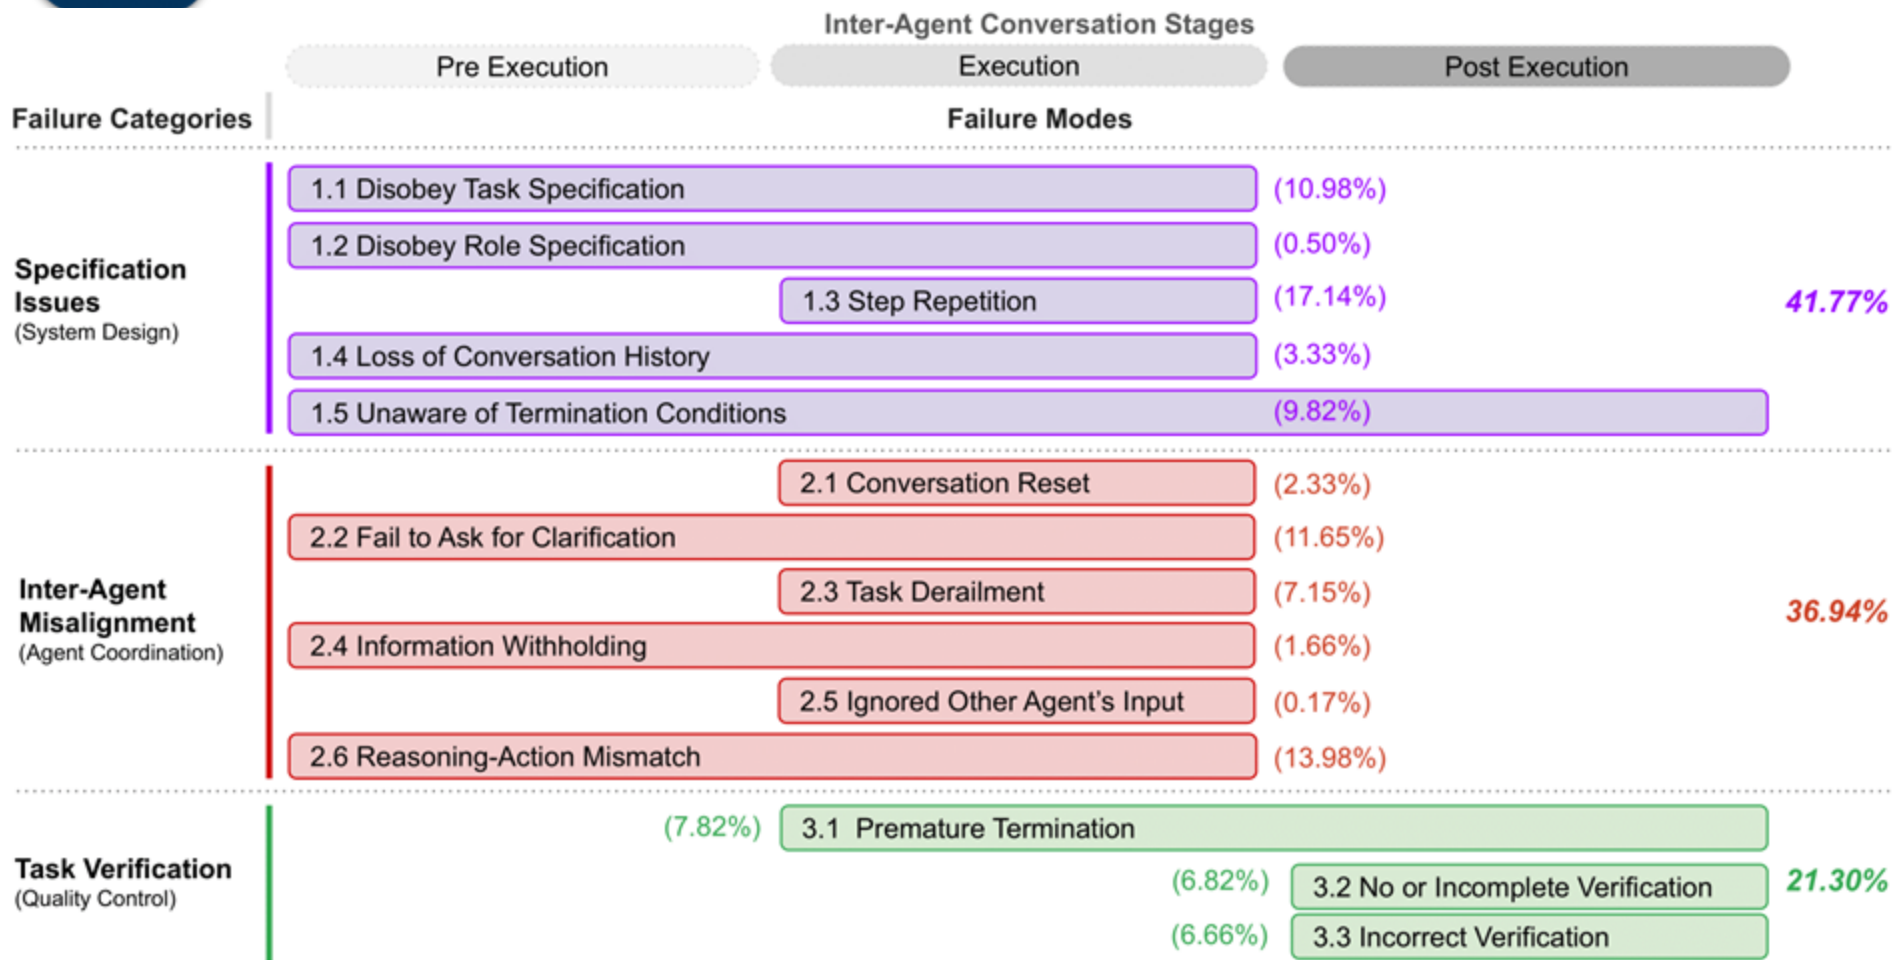 Inter-Agent Conversation Stages
Pre Execution
Execution
Post Execution
Failure Categories
Failure Modes
Specification
Issues
(System Design)
1.1 Disobey Task Specification
(10.98%)
1.2 Disobey Role Specification
(0.50%)
1.3 Step Repetition
(17.14%)
1.4 Loss of Conversation History
(3.33%)
1.5 Unaware of Termination Conditions
(9.82%)
41.77%
Inter-Agent
Misalignment
(Agent Coordination)
2.1 Conversation Reset
(2.33%)
2.2 Fail to Ask for Clarification
(11.65%)
2.3 Task Derailment
(7.15%)
2.4 Information Withholding
(1.66%)
2.5 Ignored Other Agent’s Input
(0.17%)
2.6 Reasoning-Action Mismatch
(13.98%)
36.94%
Task Verification
(Quality Control)
(7.82%)
3.1 Premature Termination
(6.82%)
3.2 No or Incomplete Verification
(6.66%)
3.3 Incorrect Verification
21.30%